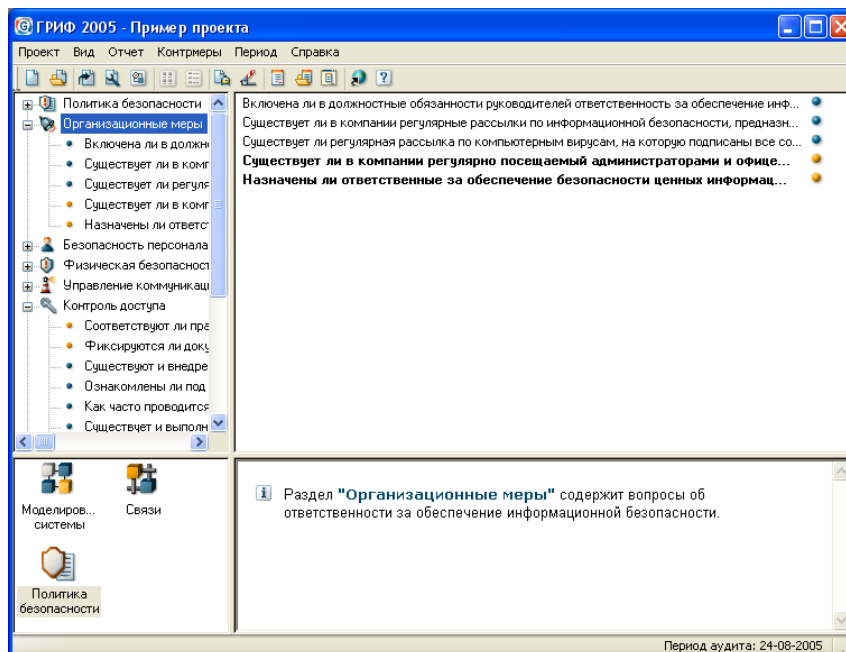 ГРИФ 2005 - Пример проекта
Проект Вид Отчет Контрмеры Период Справка
Политика безопасности
Организационные меры
Включена ли в должн
Существует ли в комп
Существует ли регуля
Существует ли в комп
Назначены ли ответс
Безопасность персонала
Физическая безопасност
Управление коммуникац
Контроль доступа
Соответствуют ли пра
Фиксируются ли доку
Существуют и внедре
Ознакомлены ли под
Как часто проводится
Существует и выполн
Включена ли в должностные обязанности руководителей ответственность за обеспечение инф...
Существует ли в компании регулярные рассылки по информационной безопасности, предназн...
Существует ли регулярная рассылка по компьютерным вирусам, на которую подписаны все со...
Существует ли в компании регулярно посещаемый администраторами и офице...
Назначены ли ответственные за обеспечение безопасности ценных информац...
Моделиров...
системы
Связи
Политика
безопасности
Раздел "Организационные меры" содержит вопросы об
ответственности за обеспечение информационной безопасности.
Период аудита: 24-08-2005